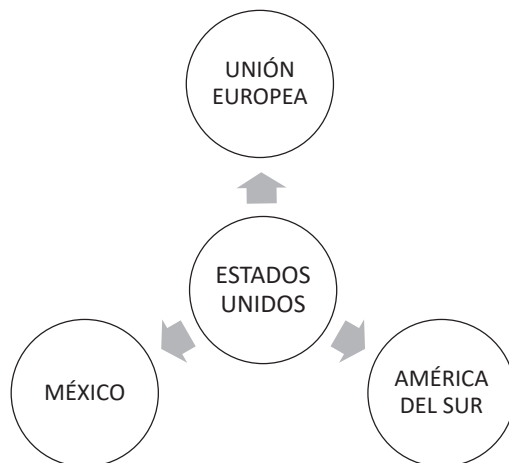 UNIÓN
EUROPEA
ESTADOS
UNIDOS
MÉXICO
AMÉRICA
DEL SUR